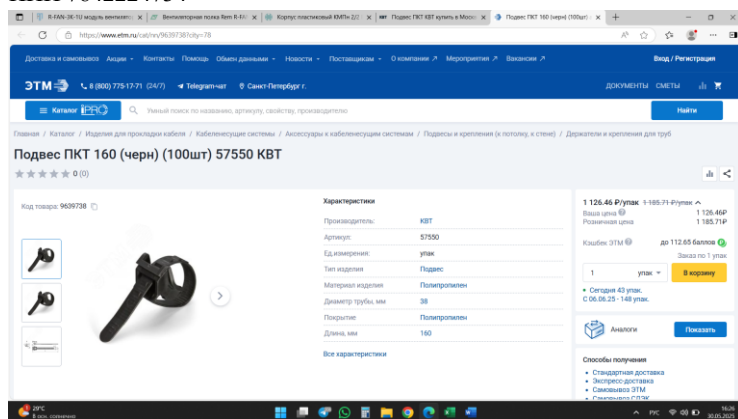 R-FAN-3K-1U модуль вентилято
Вентиляторная полка Rem R-FA
Корпус пластиковый КМПн 2/2
Подвес ПКТ КВТ купить в Москв
Подвес ПКТ 160 (черн) (100шт)
https://www.etm.ru/cat/nn/9639738?city=78
Доставка и самовывоз Акции Контакты Помощь Обмен данными Новости Поставщикам О компании Мероприятия Вакансии Вход / Регистрация
ЭТМ 8 (800) 775-17-71 (24/7) Telegram-чат Санкт-Петербург г. ДОКУМЕНТЫ СМЕТЫ
Каталог iPRO Умный поиск по названию, артикулу, свойству, производителю Найти
Главная / Каталог / Изделия для прокладки кабеля / Кабеленесущие системы / Аксессуары к кабеленесущим системам / Подвесы и крепления (к потолку, к стене) / Держатели и крепления для труб
Подвес ПКТ 160 (черн) (100шт) 57550 КВТ
0 (0)
Код товара: 9639738
Характеристики
Производитель: КВТ
Артикул: 57550
Ед.измерения: упак
Тип изделия Подвес
Материал изделия Полипропилен
Диаметр трубы, мм 38
Покрытие Полипропилен
Длина, мм 160
Все характеристики
1 126.46 ₽/упак 1 185.71 ₽/упак
Ваша цена 1 126.46₽
Розничная цена 1 185.71₽
Кэшбек ЭТМ до 112.65 баллов
Заказ по 1 упак
1 упак В корзину
Сегодня 43 упак.
С 06.06.25 - 148 упак.
Аналоги Показать
Способы получения
• Стандартная доставка
• Экспресс-доставка
• Самовывоз ЭТМ
• Самовывоз СДЭК
РУС 16:26
30.05.2025